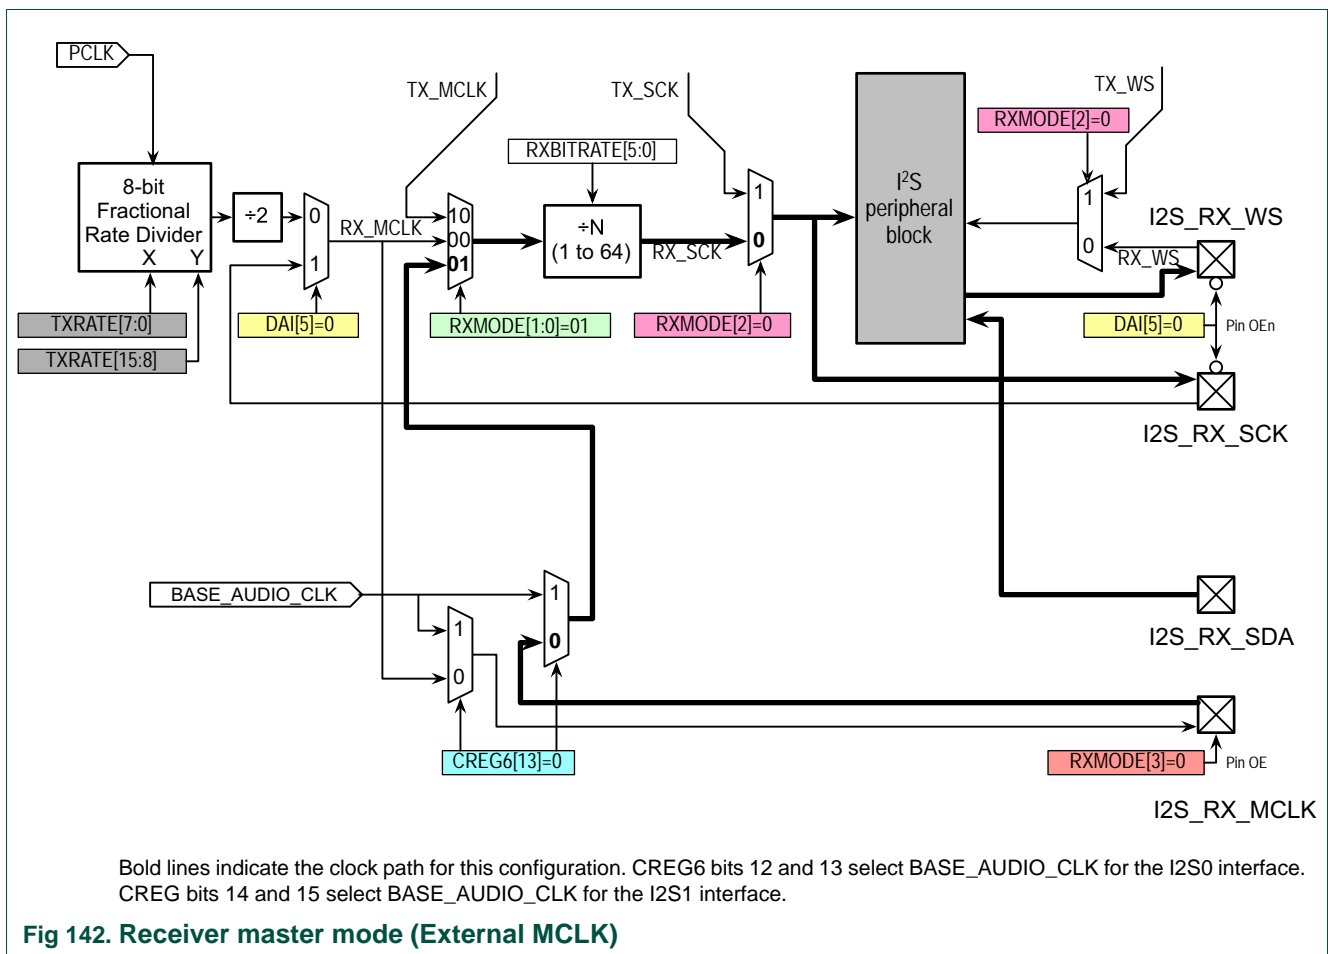 PCLK
TX_MCLK
TX_SCK
TX_WS
RXMODE[2]=0
RXBITRATE[5:0]
8-bit
Fractional
Rate Divider
X Y
÷2
0
1
RX_MCLK
10
00
01
÷N
(1 to 64)
RX_SCK
1
0
I2S
peripheral
block
1
0
RX_WS
I2S_RX_WS
TXRATE[7:0]
DAI[5]=0
RXMODE[1:0]=01
RXMODE[2]=0
DAI[5]=0
Pin OEn
TXRATE[15:8]
I2S_RX_SCK
BASE_AUDIO_CLK
1
0
1
0
I2S_RX_SDA
CREG6[13]=0
RXMODE[3]=0
Pin OE
I2S_RX_MCLK
Bold lines indicate the clock path for this configuration. CREG6 bits 12 and 13 select BASE_AUDIO_CLK for the I2S0 interface.
CREG bits 14 and 15 select BASE_AUDIO_CLK for the I2S1 interface.
Fig 142. Receiver master mode (External MCLK)